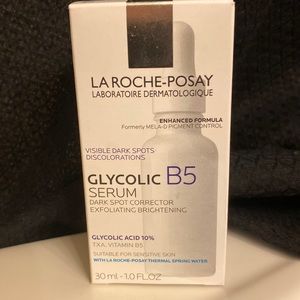 LA ROCHE-POSAY
LABORATOIRE DERMATOLOGIQUE
ENHANCED FORMULA
Formerly MELA-D PIGMENT CONTROL
VISIBLE DARK SPOTS
DISCOLORATIONS
GLYCOLIC B5
SERUM
DARK SPOT CORRECTOR
EXFOLIATING BRIGHTENING
GLYCOLIC ACID 10%
TXA, VITAMIN B5
SUITABLE FOR SENSITIVE SKIN
WITH LA ROCHE-POSAY THERMAL SPRING WATER
30 ml - 1.0 FL.OZ